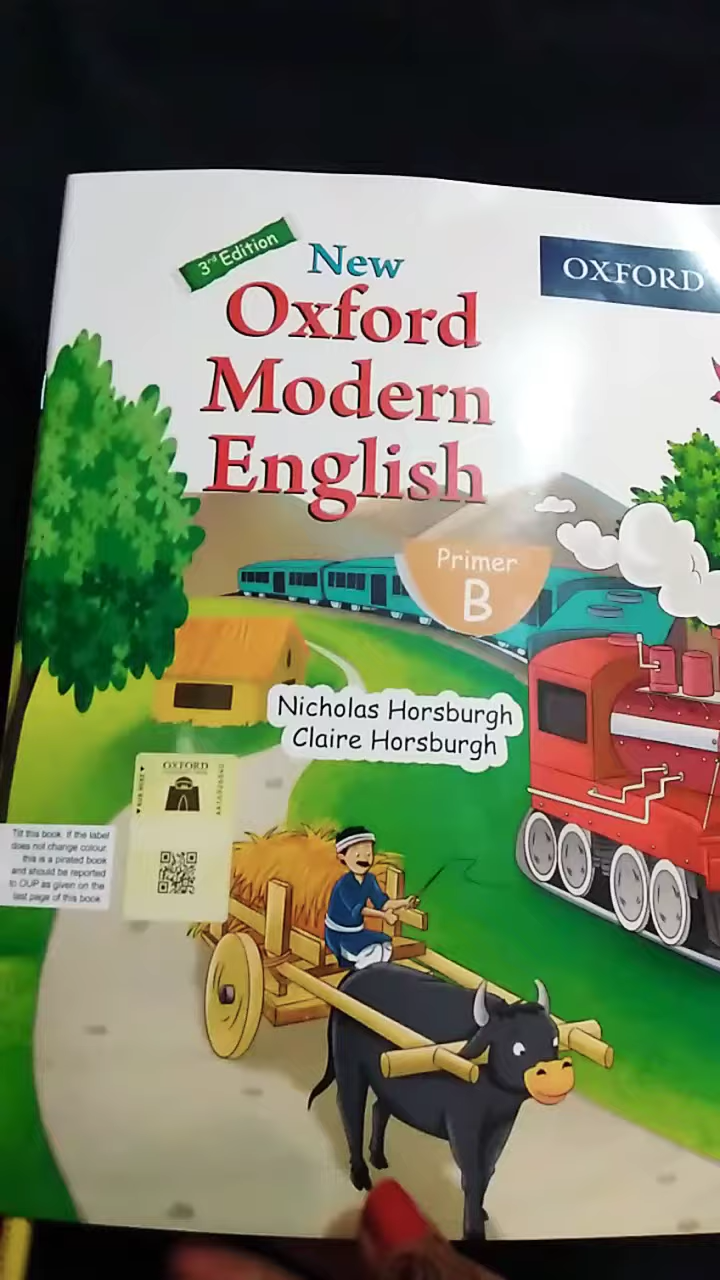 3rd Edition
New
Oxford
Modern
English
OXFORD
Primer
B
Nicholas Horsburgh
Claire Horsburgh
OXFORD
Tilt this book. If the label
does not change colour
this is a pirated book
and should be reported
to OUP as given on the
last page of this book